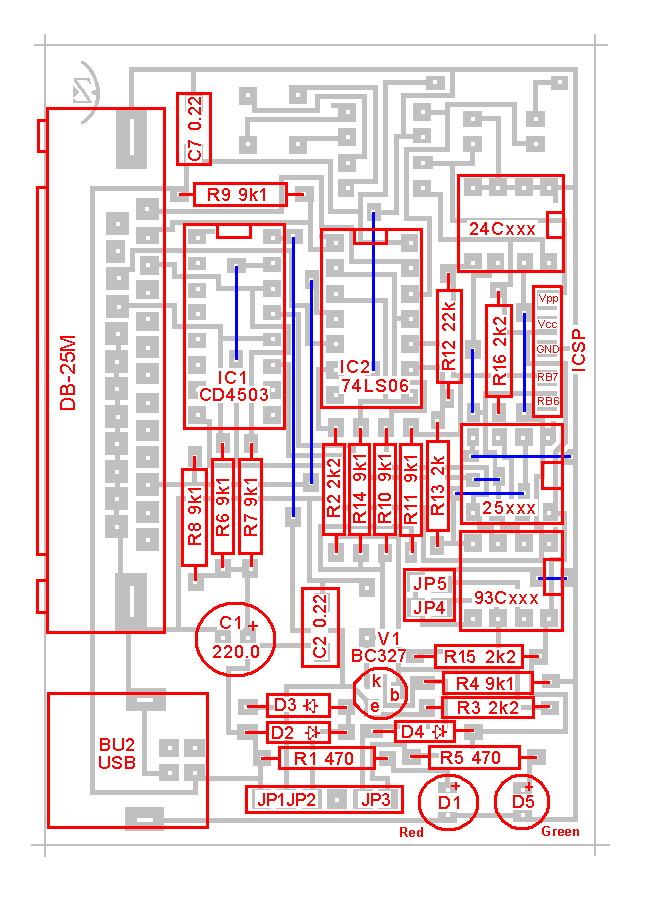 C7 0.22
R9 9k1
24Cxxx
DB-25M
IC1
CD4503
IC2
74LS06
R12 22k
R16 2k2
Vpp
Vcc
GND
RB7
RB6
ICSP
R8 9k1
R6 9k1
R7 9k1
R2 2k2
R14 9k1
R10 9k1
R11 9k1
R13 2k
25xxx
93Cxxx
JP5
JP4
C1 +
220.0
C2 0.22
V1
BC327
k
b
e
R15 2k2
R4 9k1
R3 2k2
D3
D2
D4
R1 470
R5 470
BU2
USB
JP1JP2
JP3
+
D1
+
D5
Red
Green